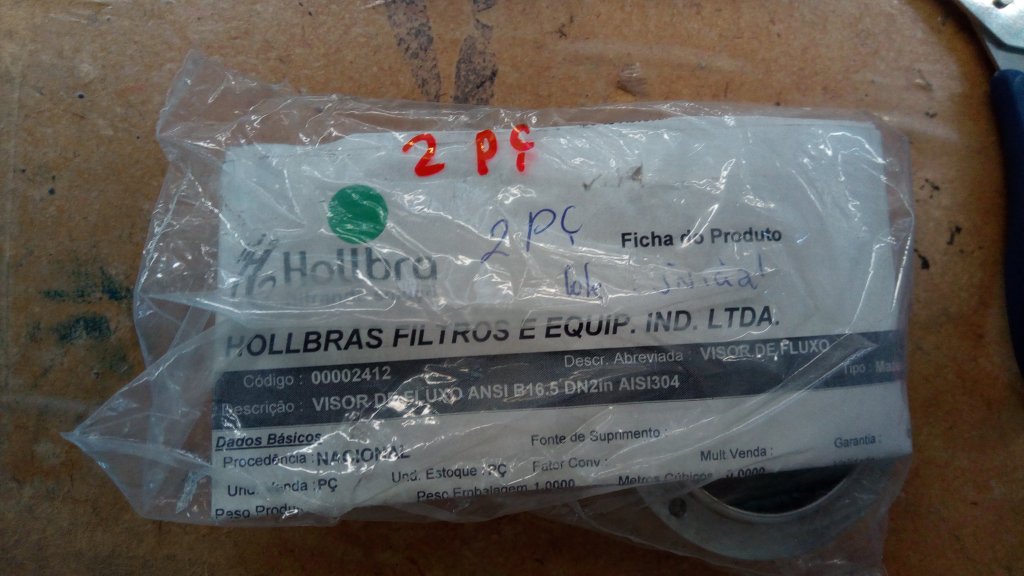 2 PÇ
2 PÇ
Ficha do Produto
Hollbra
inicial
HOLLBRAS FILTROS E EQUIP. IND. LTDA.
Código : 00002412 Descr. Abreviada : VISOR DE FLUXO
Tipo :
Descrição : VISOR DE FLUXO ANSI B16.5 DN2in AISI304
Dados Básicos
Procedência : NACIONAL Fonte de Suprimento :
Und. Venda : PÇ Und. Estoque : PÇ Fator Conv : Mult.Venda : Garantia :
Peso Embalagem 1.0000 Metros Cúbicos 0.0000